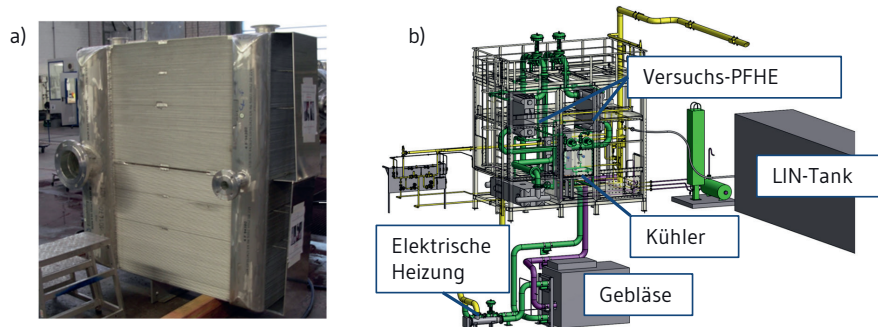 a)
b)
Versuchs-PFHE
LIN-Tank
Kühler
Elektrische
Heizung
Gebläse